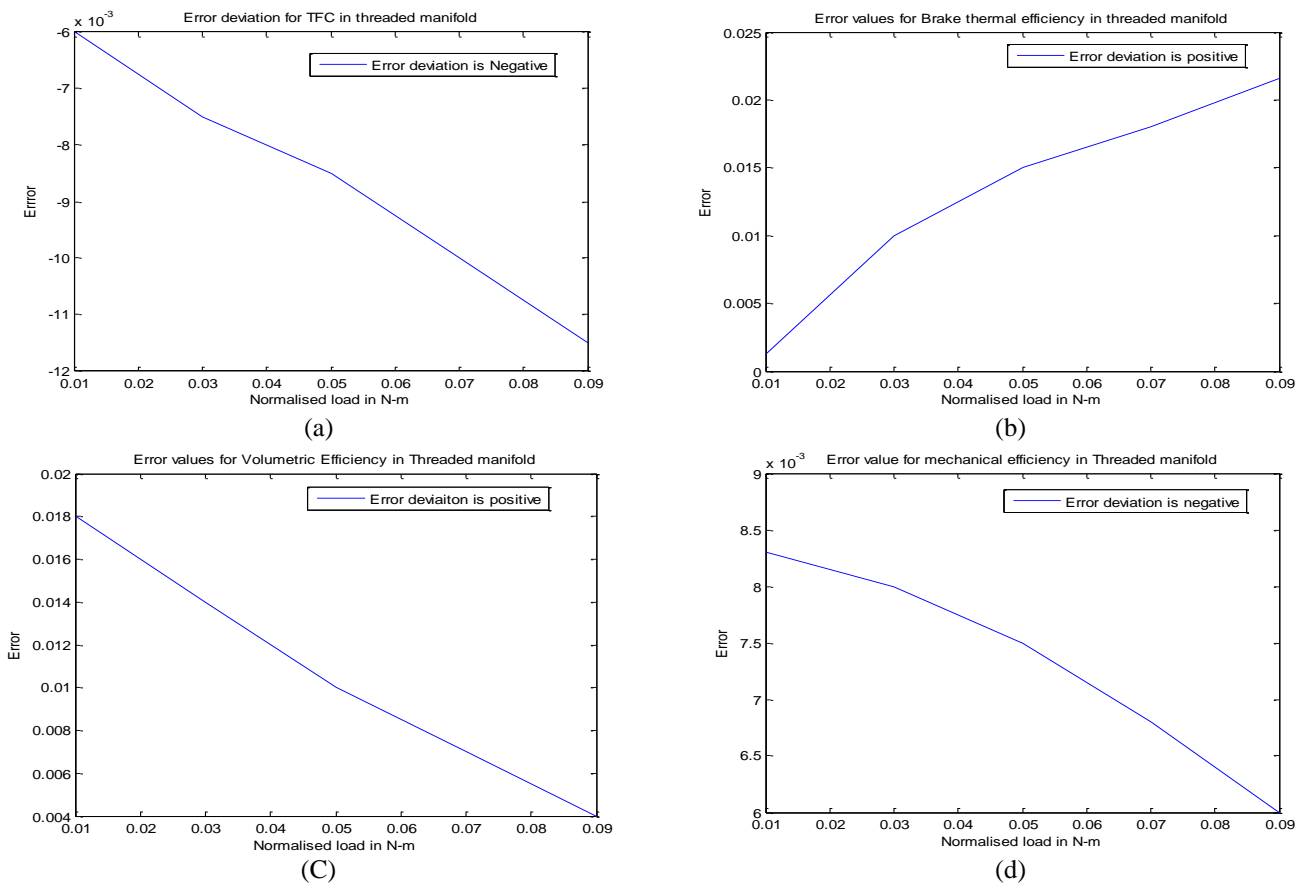 Error deviation for TFC in threaded manifold
x 10-3
-6
-7
-8
-9
-10
-11
-12
Errror
Error deviation is Negative
0.01 0.02 0.03 0.04 0.05 0.06 0.07 0.08 0.09
Normalised load in N-m
(a)
Error values for Brake thermal efficiency in threaded manifold
0.025
0.02
0.015
0.01
0.005
0
Error
Error deviation is positive
0.01 0.02 0.03 0.04 0.05 0.06 0.07 0.08 0.09
Normalised load in N-m
(b)
Error values for Volumetric Efficiency in Threaded manifold
0.02
0.018
0.016
0.014
0.012
0.01
0.008
0.006
0.004
Error
Error deviaiton is positive
0.01 0.02 0.03 0.04 0.05 0.06 0.07 0.08 0.09
Normalised load in N-m
(C)
Error value for mechanical efficiency in Threaded manifold
x 10-3
9
8.5
8
7.5
7
6.5
6
Error
Error deviation is negative
0.01 0.02 0.03 0.04 0.05 0.06 0.07 0.08 0.09
Normalised load in N-m
(d)